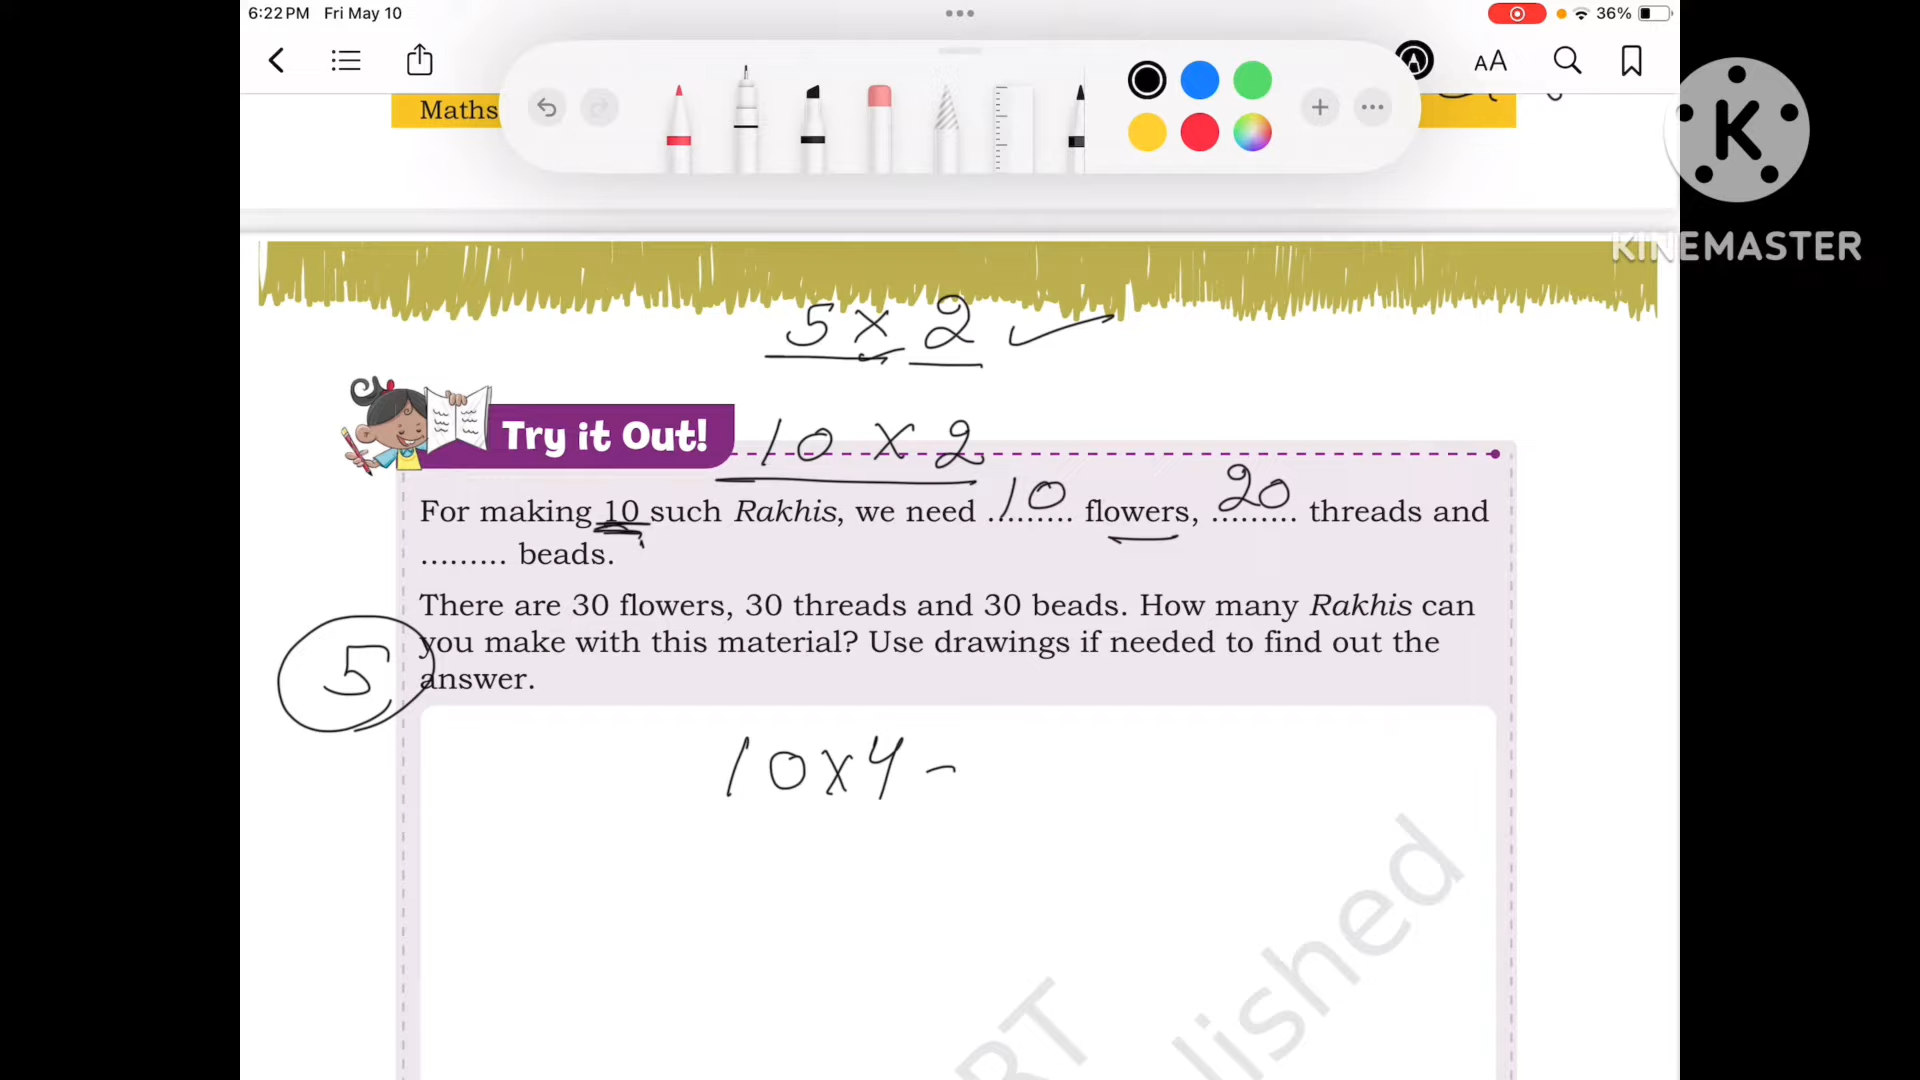 6:22 PM Fri May 10
36%
AA
Maths
K
KINEMASTER
5 x 2
Try it Out!
10 x 2
For making 10 such Rakhis, we need ...10... flowers, ...20... threads and
......... beads.
There are 30 flowers, 30 threads and 30 beads. How many Rakhis can
you make with this material? Use drawings if needed to find out the
answer.
5
10x4 -
lished
RT